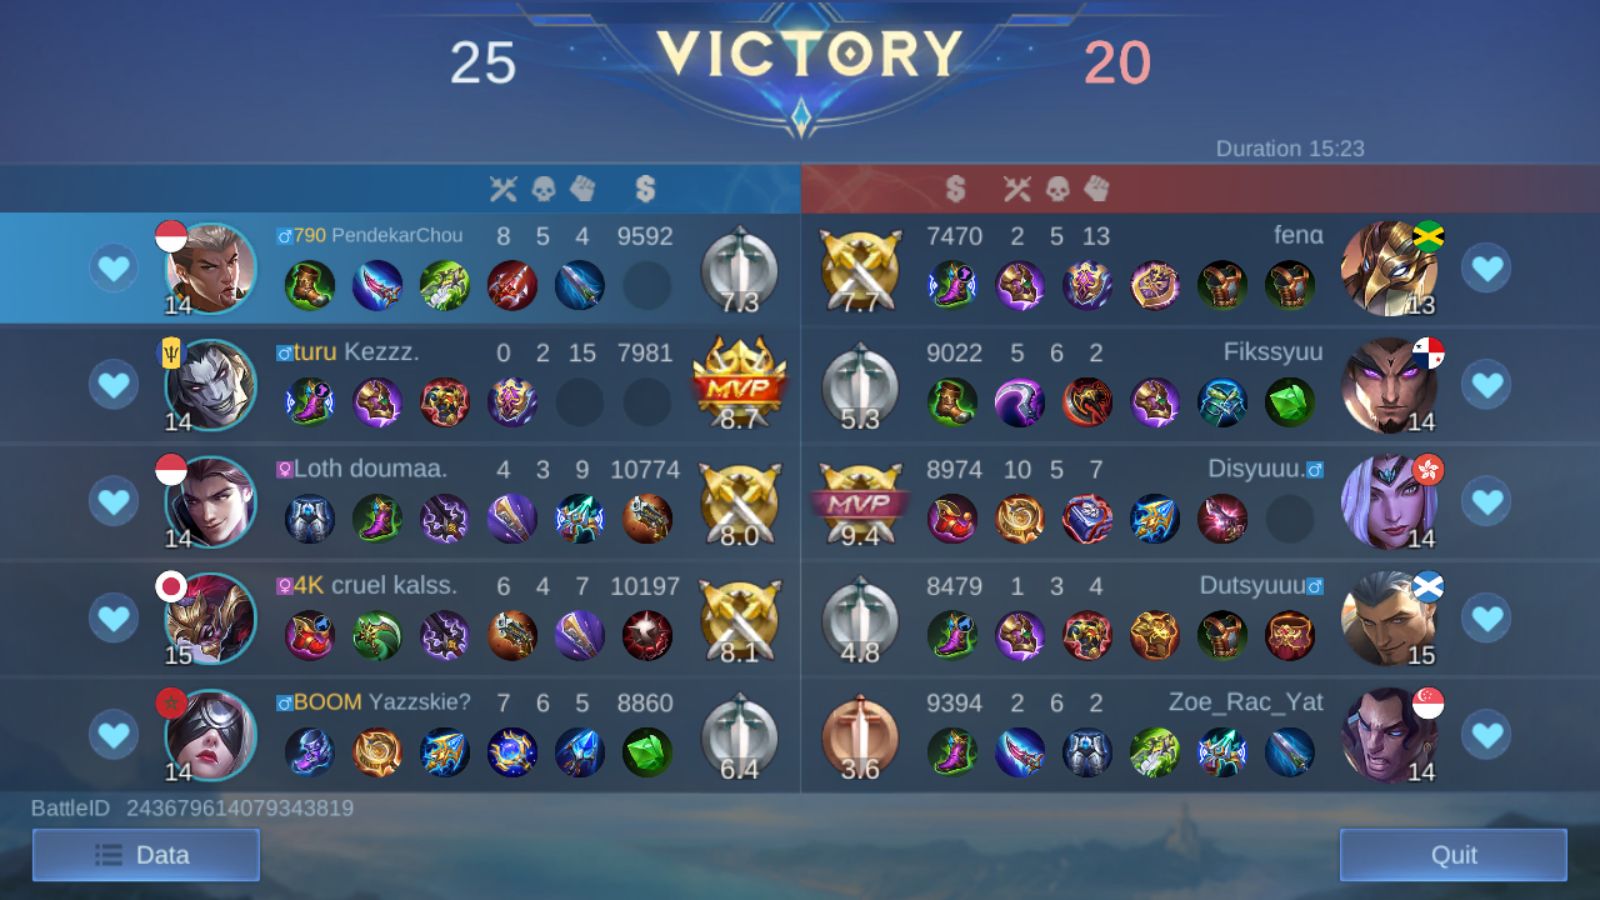 25 VICTORY 20
Duration 15:23
790 PendekarChou 8 5 4 9592 7.3 14
7.7 7470 2 5 13 fenɑ 13
turu Kezzz. 0 2 15 7981 MVP 8.7 14
5.3 9022 5 6 2 Fikssyuu 14
Loth doumaa. 4 3 9 10774 8.0 14
MVP 9.4 8974 10 5 7 Disyuuu. 14
4K cruel kalss. 6 4 7 10197 8.1 15
4.8 8479 1 3 4 Dutsyuuu 15
BOOM Yazzskie? 7 6 5 8860 6.4 14
3.6 9394 2 6 2 Zoe_Rac_Yat 14
BattleID 243679614079343819
Data
Quit